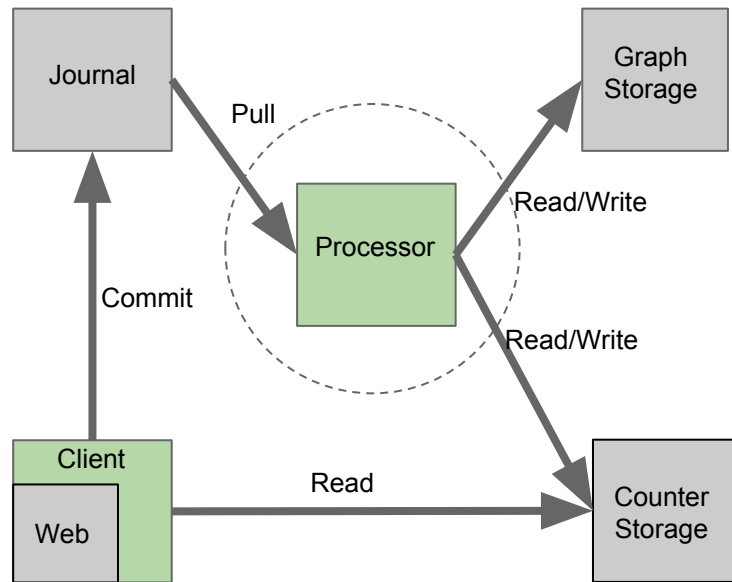 Journal
Graph
Storage
Pull
Processor
Read/Write
Commit
Read/Write
Client
Read
Web
Counter
Storage